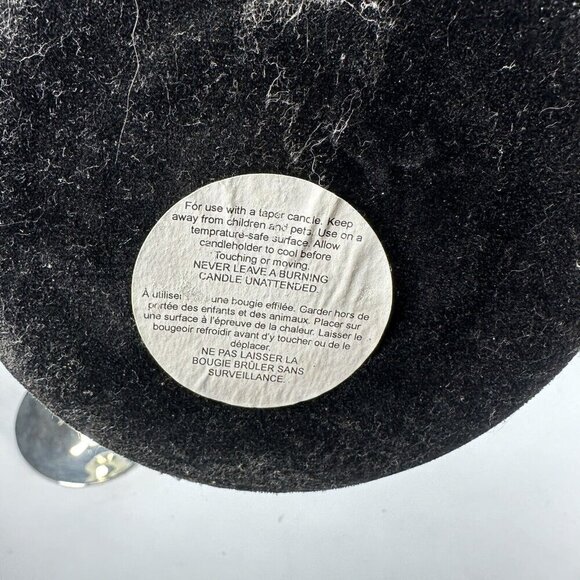 For use with a taper candle. Keep
away from children and pets. Use on a
temprature-safe surface. Allow
candleholder to cool before
Touching or moving
NEVER LEAVE A BURNING
CANDLE UNATTENDED.
À utiliser une bougie effilée. Garder hors de
portée des enfants et des animaux. Placer sur
une surface à l'épreuve de la chaleur. Laisser le
bougeoir refroidir avant d'y toucher ou de le
déplacer.
NE PAS LAISSER LA
BOUGIE BRÛLER SANS
SURVEILLANCE.